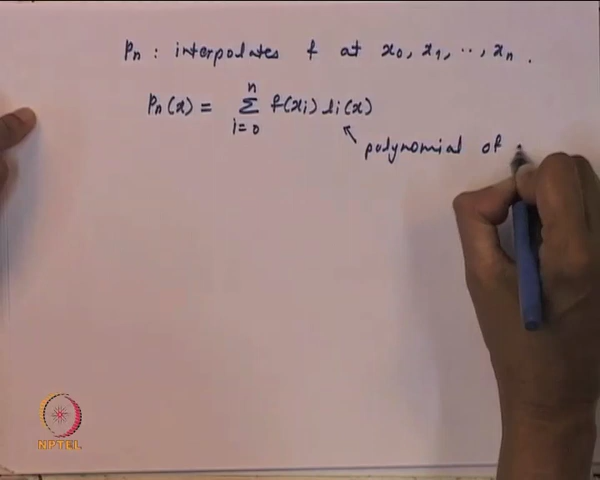 Pn : interpolates f at x₀, x₁, .., xₙ .
Pn(x) = n Σ i=0 f(xᵢ) lᵢ(x)
polynomial of
NPTEL